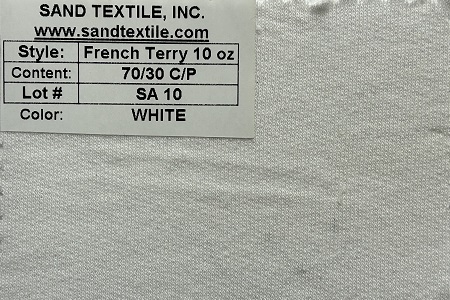 SAND TEXTILE, INC.
www.sandtextile.com
Style: French Terry 10 oz
Content: 70/30 C/P
Lot # SA 10
Color: WHITE